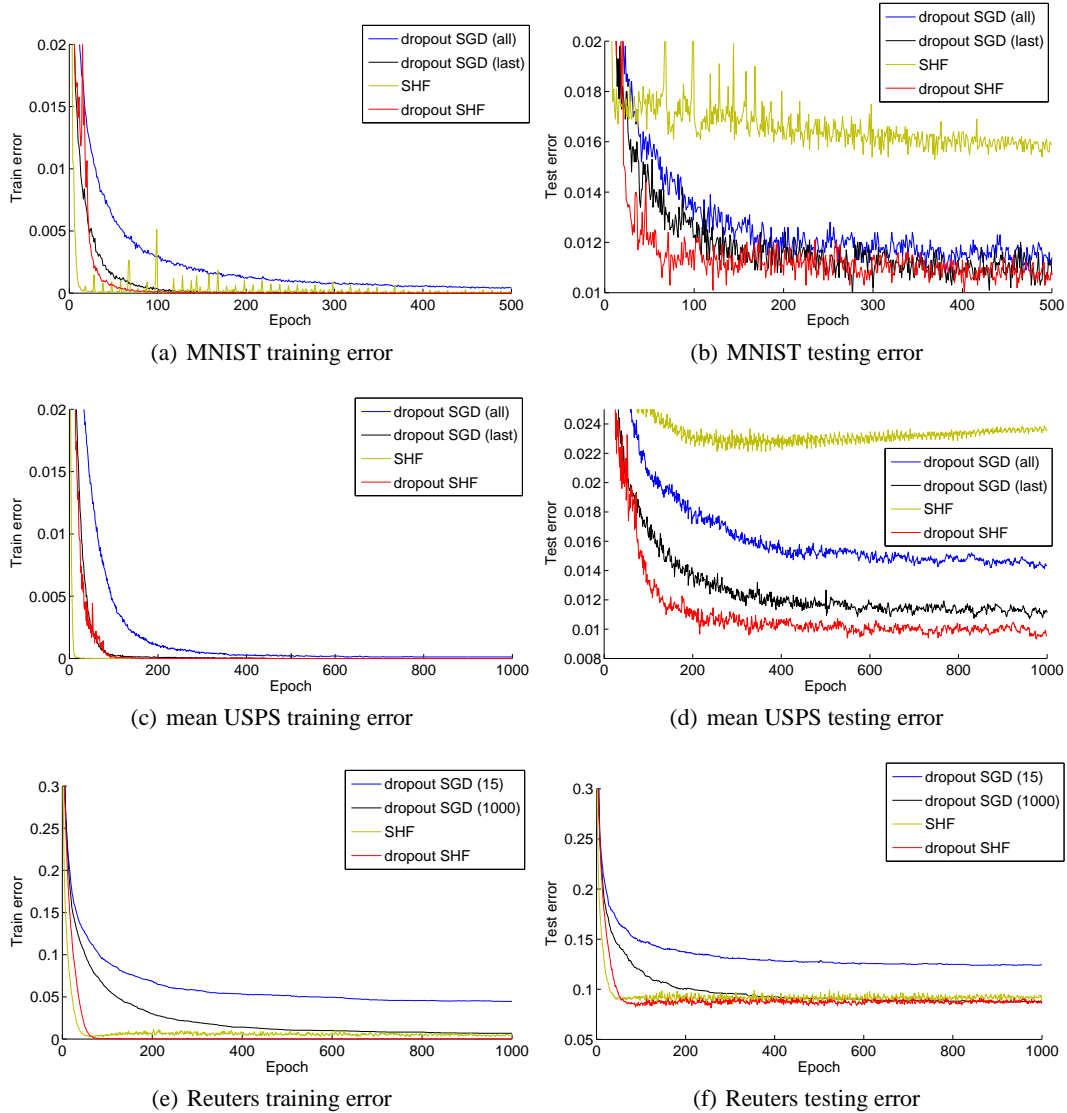 0.02
0.015
0.01
0.005
0
0 100 200 300 400 500
Epoch
Train error
dropout SGD (all)
dropout SGD (last)
SHF
dropout SHF
(a) MNIST training error
0.02
0.018
0.016
0.014
0.012
0.01
100 200 300 400 500
Epoch
Test error
dropout SGD (all)
dropout SGD (last)
SHF
dropout SHF
(b) MNIST testing error
0.02
0.015
0.01
0.005
0
0 200 400 600 800 1000
Epoch
Train error
dropout SGD (all)
dropout SGD (last)
SHF
dropout SHF
(c) mean USPS training error
0.024
0.022
0.02
0.018
0.016
0.014
0.012
0.01
0.008
0 200 400 600 800 1000
Epoch
Test error
dropout SGD (all)
dropout SGD (last)
SHF
dropout SHF
(d) mean USPS testing error
0.3
0.25
0.2
0.15
0.1
0.05
0
0 200 400 600 800 1000
Epoch
Train error
dropout SGD (15)
dropout SGD (1000)
SHF
dropout SHF
(e) Reuters training error
0.3
0.25
0.2
0.15
0.1
0.05
0 200 400 600 800 1000
Epoch
Test error
dropout SGD (15)
dropout SGD (1000)
SHF
dropout SHF
(f) Reuters testing error